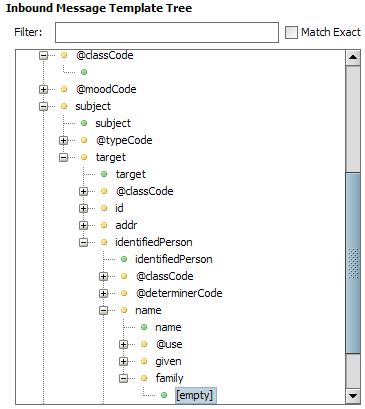 Inbound Message Template Tree
Filter: Match Exact
@classCode
@moodCode
subject
subject
@typeCode
target
target
@classCode
id
addr
identifiedPerson
identifiedPerson
@classCode
@determinerCode
name
name
@use
given
family
[empty]